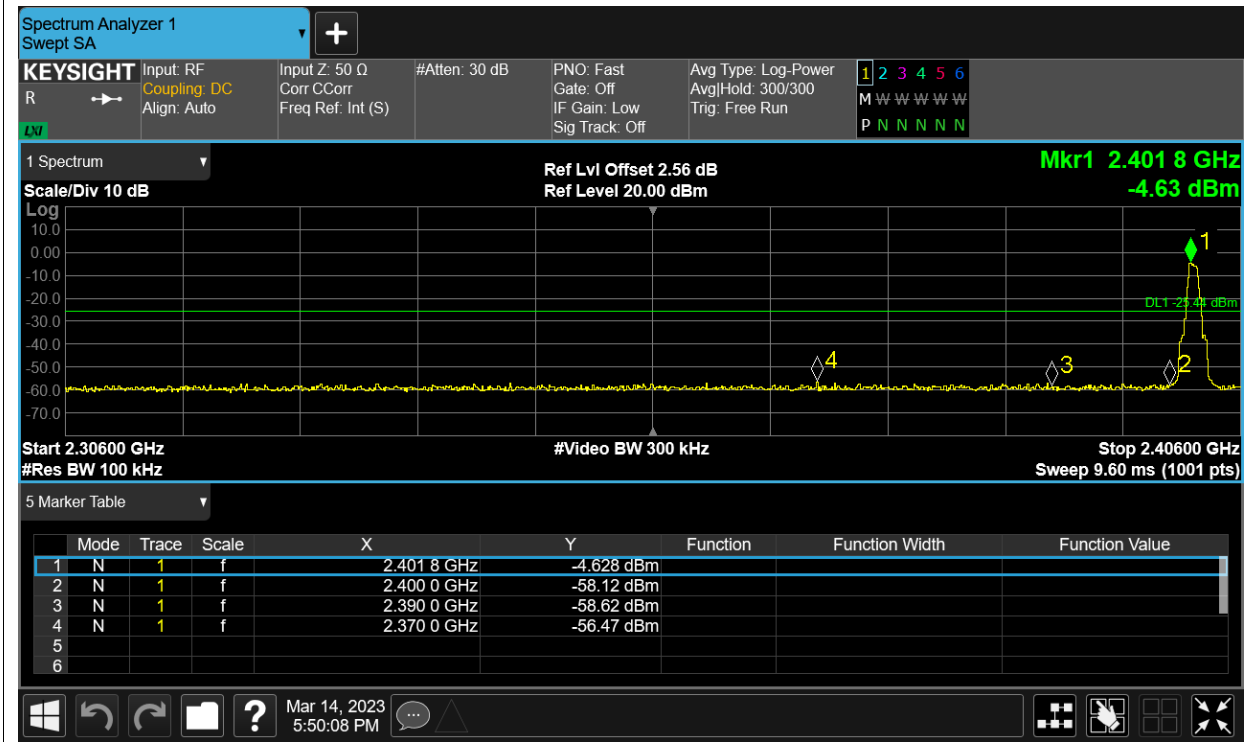 Spectrum Analyzer 1
Swept SA
KEYSIGHT
R
LXI
Input: RF
Coupling: DC
Align: Auto
Input Z: 50 Ω
Corr CCorr
Freq Ref: Int (S)
#Atten: 30 dB
PNO: Fast
Gate: Off
IF Gain: Low
Sig Track: Off
Avg Type: Log-Power
Avg|Hold: 300/300
Trig: Free Run
1 2 3 4 5 6
M W W W W W
P N N N N N
1 Spectrum
Scale/Div 10 dB
Ref Lvl Offset 2.56 dB
Ref Level 20.00 dBm
Mkr1 2.401 8 GHz
-4.63 dBm
Log
10.0
0.00
-10.0
-20.0
-30.0
-40.0
-50.0
-60.0
-70.0
1
DL1 -25.44 dBm
4
3
2
Start 2.30600 GHz
#Video BW 300 kHz
Stop 2.40600 GHz
#Res BW 100 kHz
Sweep 9.60 ms (1001 pts)
5 Marker Table
Mode Trace Scale X Y Function Function Width Function Value
1 N 1 f 2.401 8 GHz -4.628 dBm
2 N 1 f 2.400 0 GHz -58.12 dBm
3 N 1 f 2.390 0 GHz -58.62 dBm
4 N 1 f 2.370 0 GHz -56.47 dBm
5
6
?
Mar 14, 2023
5:50:08 PM